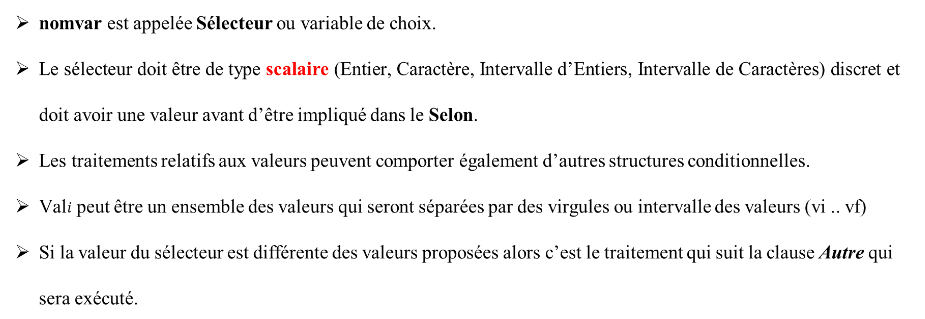 ➢ nomvar est appelée Sélecteur ou variable de choix.
➢ Le sélecteur doit être de type scalaire (Entier, Caractère, Intervalle d’Entiers, Intervalle de Caractères) discret et
doit avoir une valeur avant d’être impliqué dans le Selon.
➢ Les traitements relatifs aux valeurs peuvent comporter également d’autres structures conditionnelles.
➢ Vali peut être un ensemble des valeurs qui seront séparées par des virgules ou intervalle des valeurs (vi .. vf)
➢ Si la valeur du sélecteur est différente des valeurs proposées alors c’est le traitement qui suit la clause Autre qui
sera exécuté.